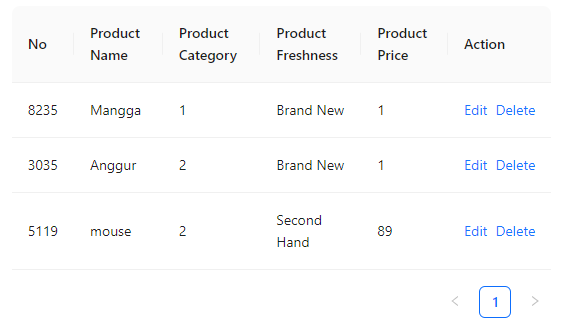 No Product Name Product Category Product Freshness Product Price Action
8235 Mangga 1 Brand New 1 Edit Delete
3035 Anggur 2 Brand New 1 Edit Delete
5119 mouse 2 Second Hand 89 Edit Delete
< 1 >